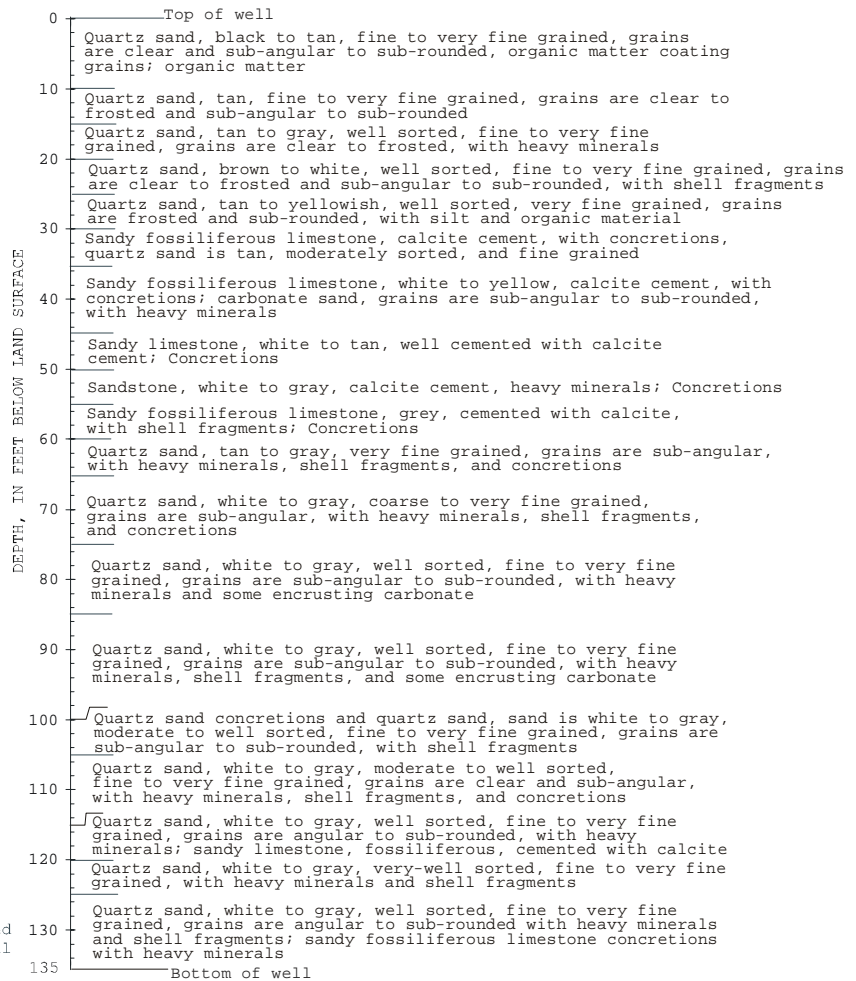 0 Top of well
Quartz sand, black to tan, fine to very fine grained, grains
are clear and sub-angular to sub-rounded, organic matter coating
grains; organic matter
10
Quartz sand, tan, fine to very fine grained, grains are clear to
frosted and sub-angular to sub-rounded
Quartz sand, tan to gray, well sorted, fine to very fine
grained, grains are clear to frosted, with heavy minerals
20
Quartz sand, brown to white, well sorted, fine to very fine grained, grains
are clear to frosted and sub-angular to sub-rounded, with shell fragments
Quartz sand, tan to yellowish, well sorted, very fine grained, grains
are frosted and sub-rounded, with silt and organic material
30
Sandy fossiliferous limestone, calcite cement, with concretions,
quartz sand is tan, moderately sorted, and fine grained
Sandy fossiliferous limestone, white to yellow, calcite cement, with
40 concretions; carbonate sand, grains are sub-angular to sub-rounded,
with heavy minerals
Sandy limestone, white to tan, well cemented with calcite
cement; Concretions
50
Sandstone, white to gray, calcite cement, heavy minerals; Concretions
Sandy fossiliferous limestone, grey, cemented with calcite,
with shell fragments; Concretions
60
Quartz sand, tan to gray, very fine grained, grains are sub-angular,
with heavy minerals, shell fragments, and concretions
Quartz sand, white to gray, coarse to very fine grained,
70 grains are sub-angular, with heavy minerals, shell fragments,
and concretions
Quartz sand, white to gray, well sorted, fine to very fine
80 grained, grains are sub-angular to sub-rounded, with heavy
minerals and some encrusting carbonate
90 Quartz sand, white to gray, well sorted, fine to very fine
grained, grains are sub-angular to sub-rounded, with heavy
minerals, shell fragments, and some encrusting carbonate
100 Quartz sand concretions and quartz sand, sand is white to gray,
moderate to well sorted, fine to very fine grained, grains are
sub-angular to sub-rounded, with shell fragments
Quartz sand, white to gray, moderate to well sorted,
110 fine to very fine grained, grains are clear and sub-angular,
with heavy minerals, shell fragments, and concretions
Quartz sand, white to gray, well sorted, fine to very fine
grained, grains are angular to sub-rounded, with heavy
minerals; sandy limestone, fossiliferous, cemented with calcite
120
Quartz sand, white to gray, very-well sorted, fine to very fine
grained, with heavy minerals and shell fragments
Quartz sand, white to gray, well sorted, fine to very fine
130 grained, grains are angular to sub-rounded with heavy minerals
and shell fragments; sandy fossiliferous limestone concretions
with heavy minerals
135 Bottom of well
DEPTH, IN FEET BELOW LAND SURFACE